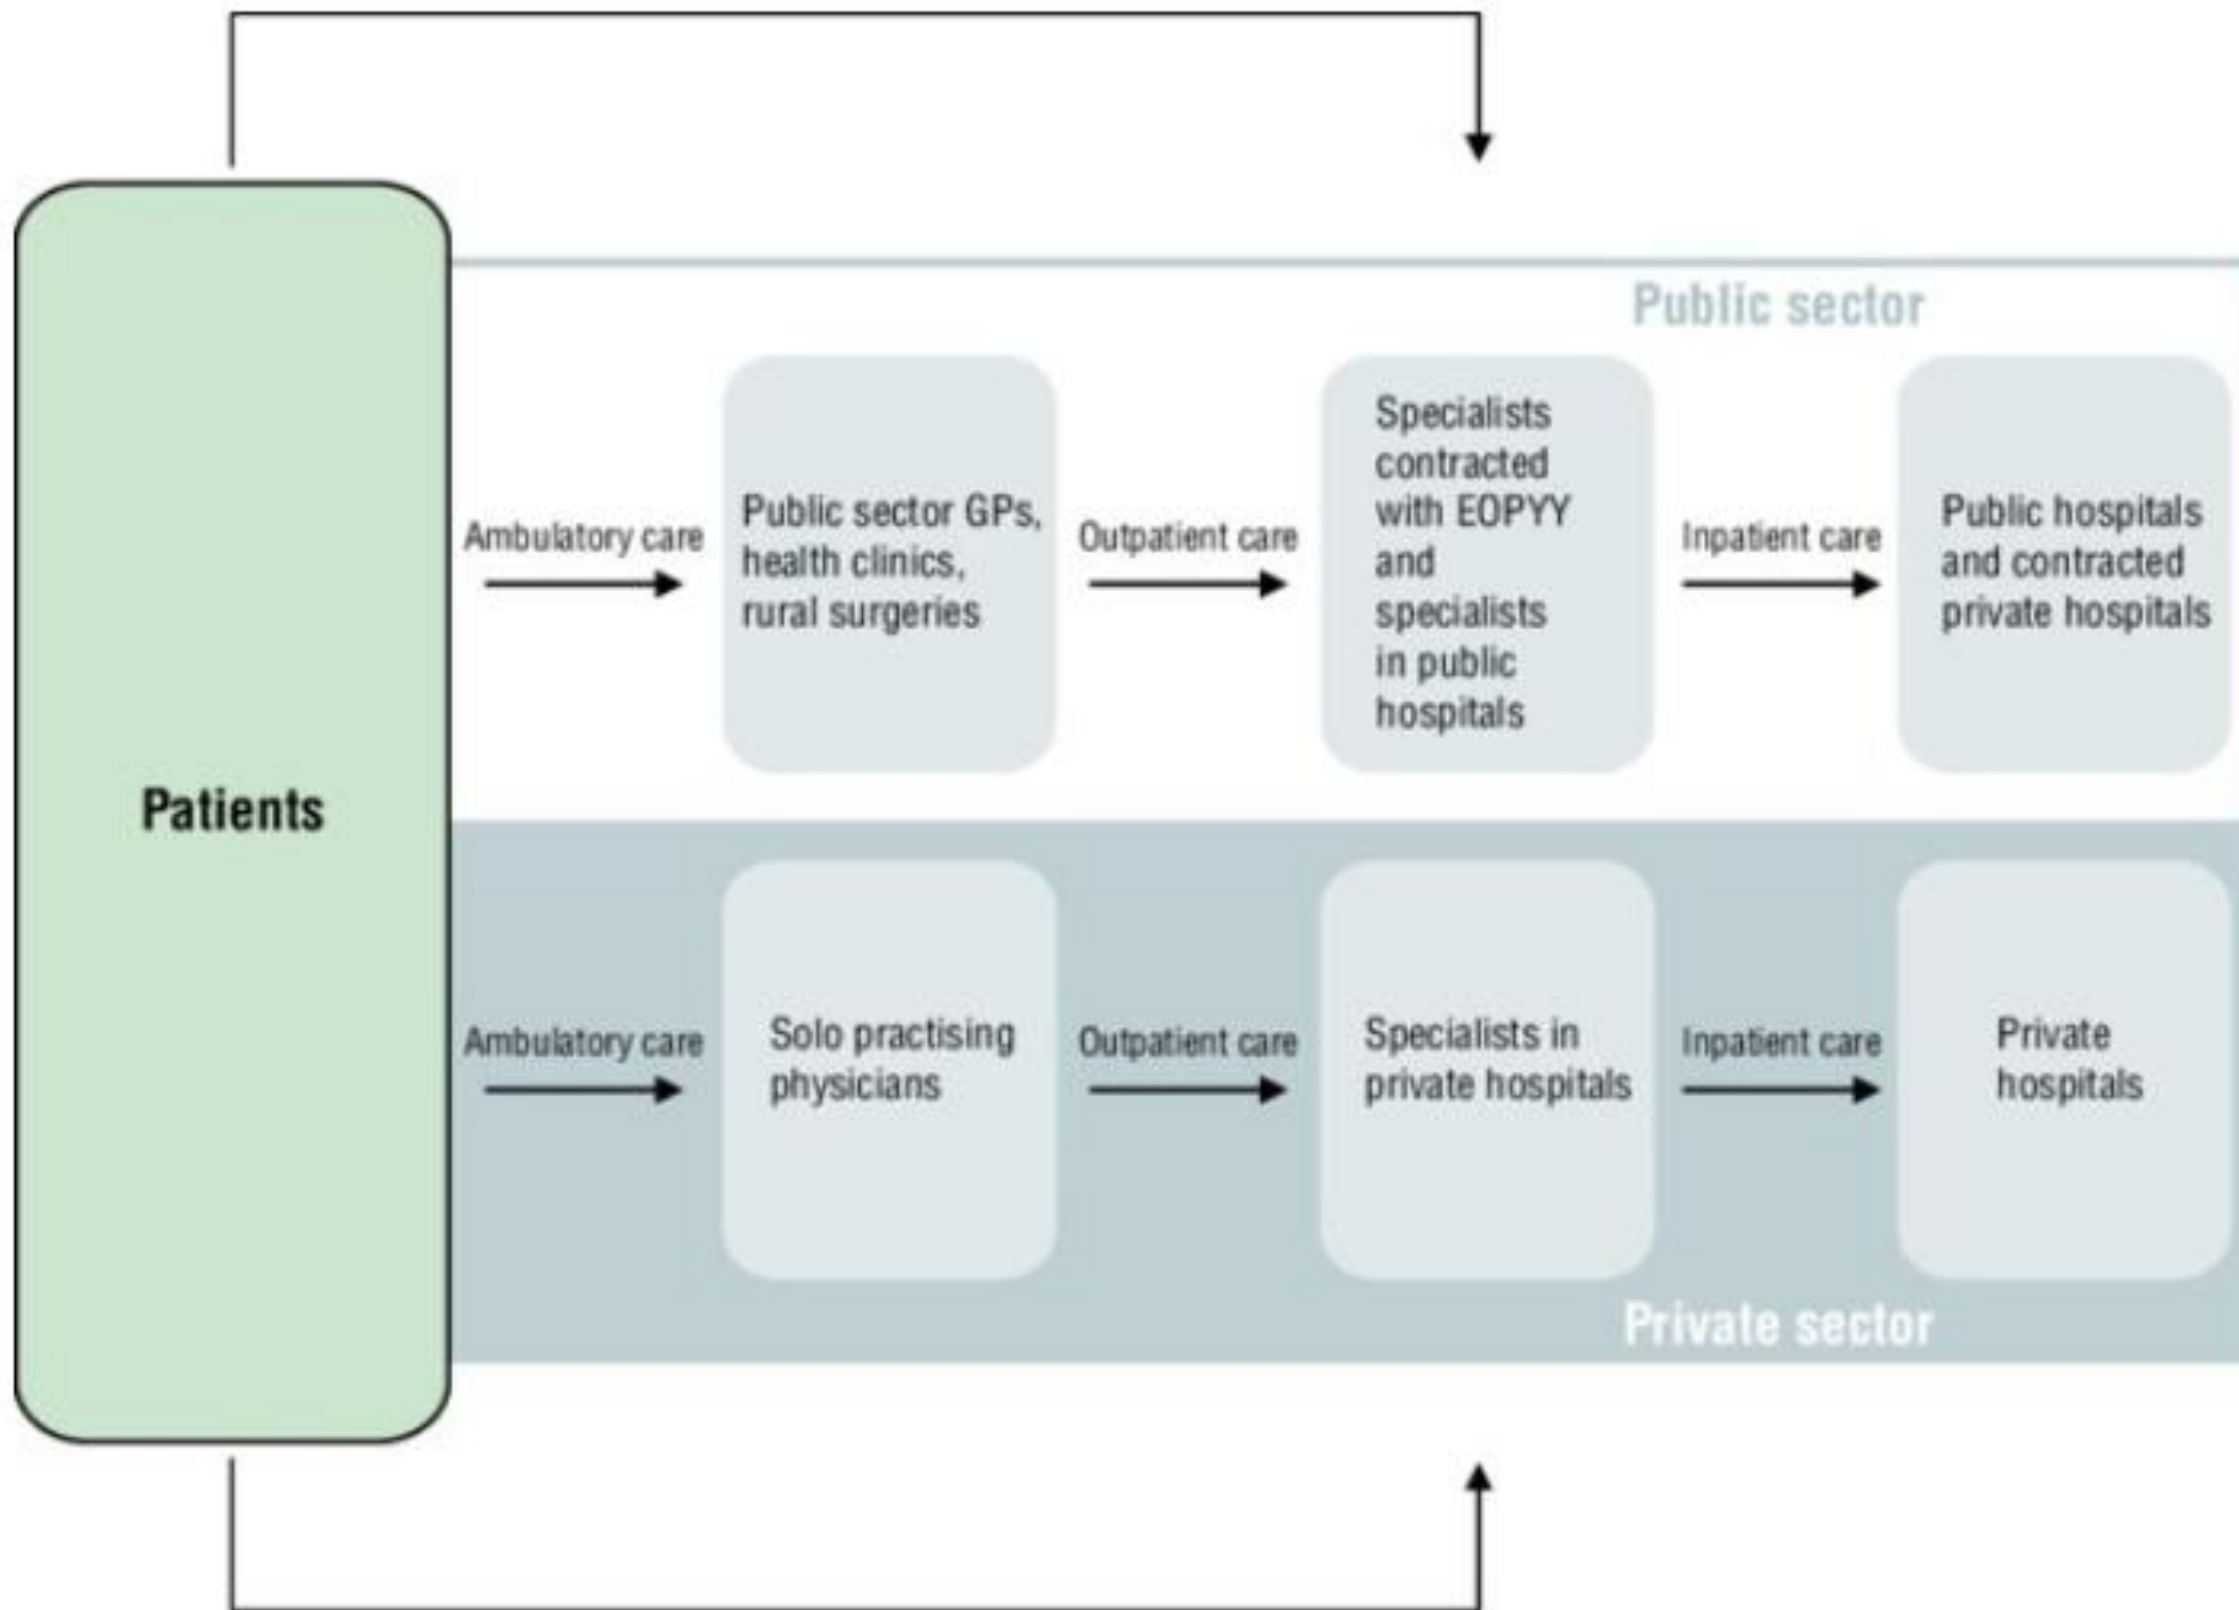 Public sector
Patients
Ambulatory care
Public sector GPs,
health clinics,
rural surgeries
Outpatient care
Specialists
contracted
with EOPYY
and
specialists
in public
hospitals
Inpatient care
Public hospitals
and contracted
private hospitals
Ambulatory care
Solo practising
physicians
Outpatient care
Specialists in
private hospitals
Inpatient care
Private
hospitals
Private sector